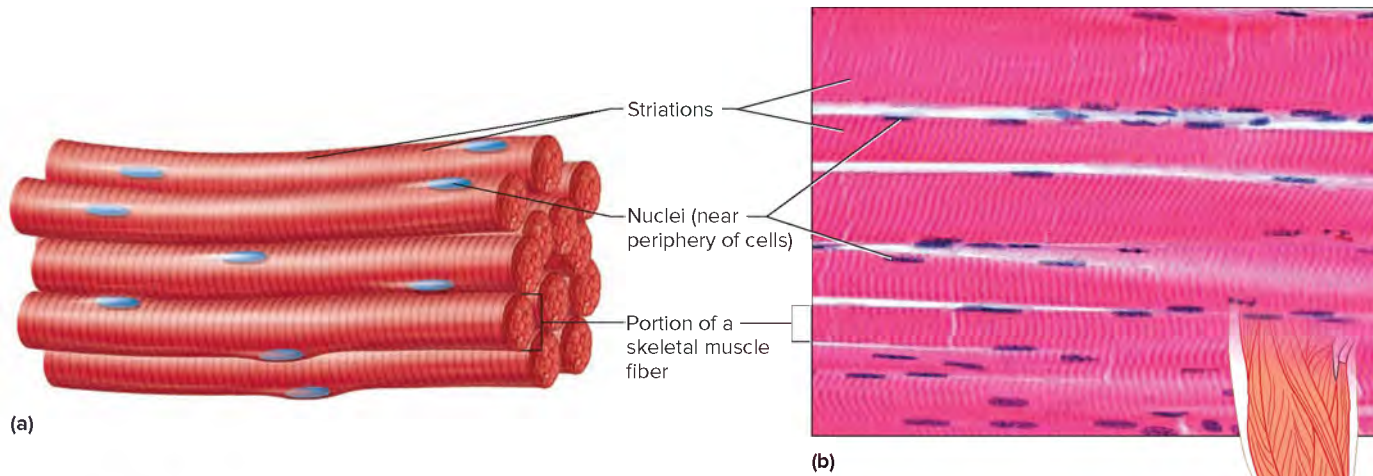 Striations
Nuclei (near
periphery of cells)
Portion of a
skeletal muscle
fiber
(a)
(b)